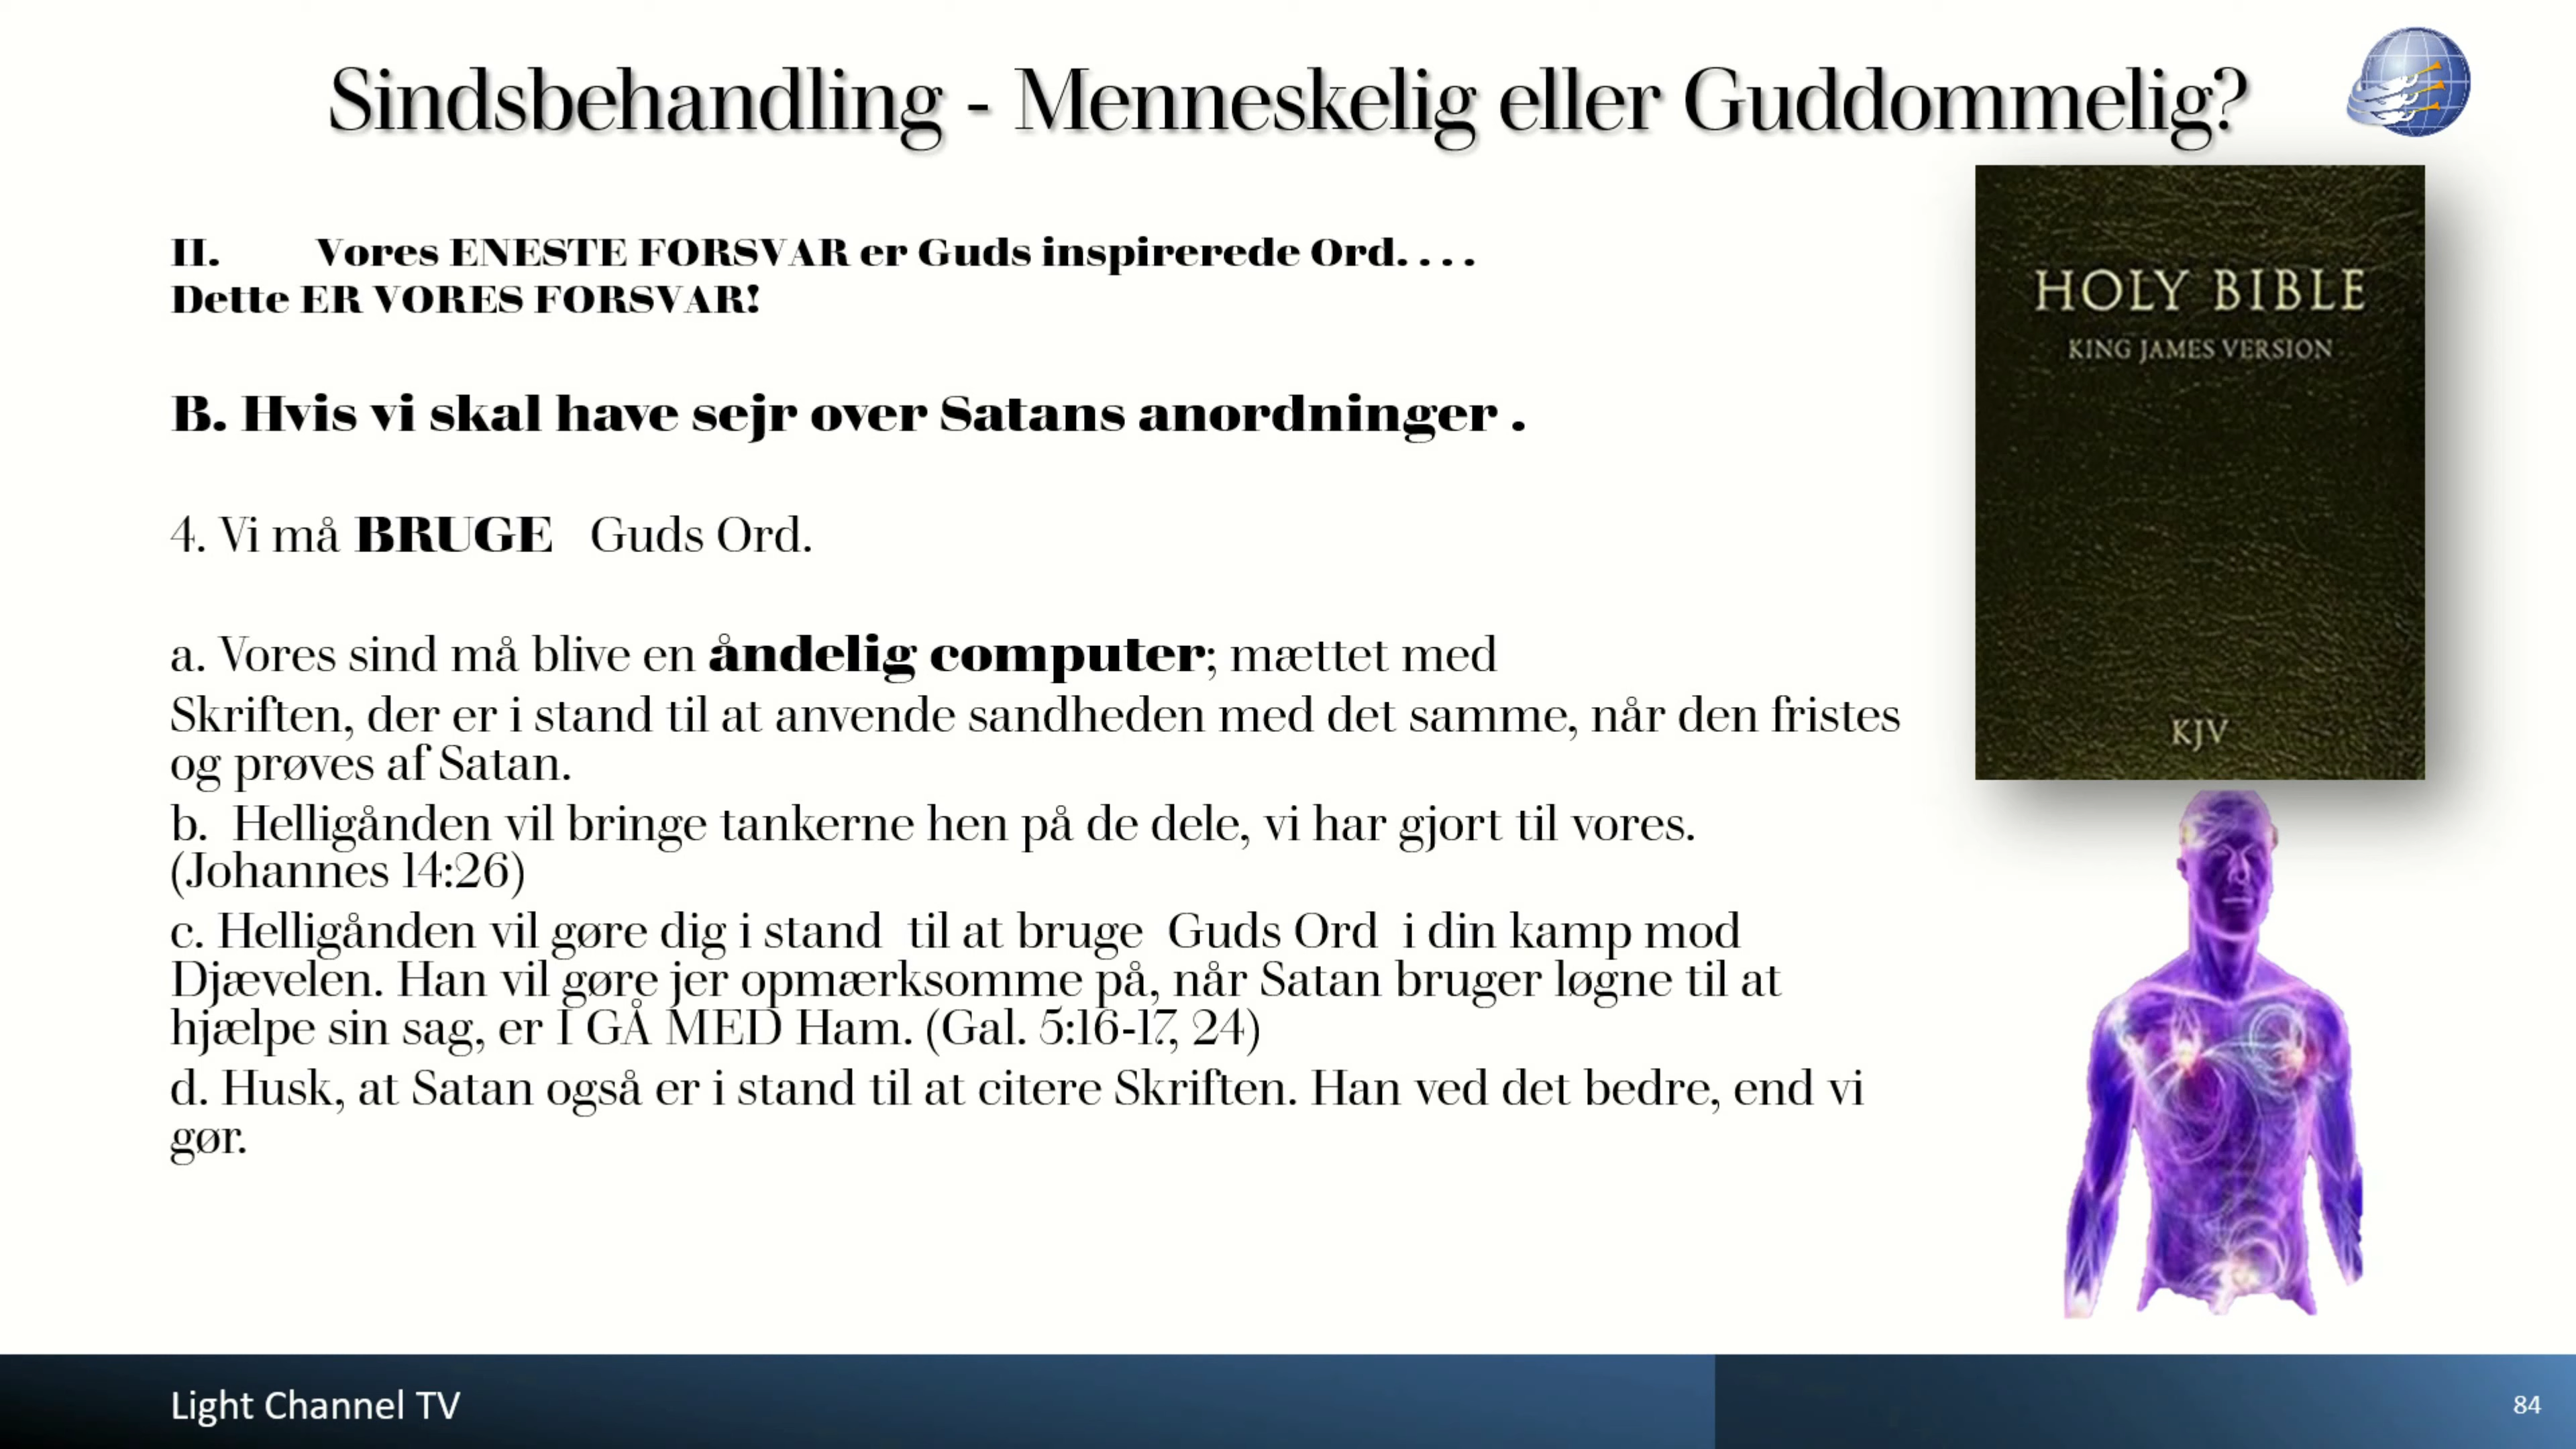 Sindsbehandling - Menneskelig eller Guddommelig?
II. Vores ENESTE FORSVAR er Guds inspirerede Ord. . . .
Dette ER VORES FORSVAR!
B. Hvis vi skal have sejr over Satans anordninger .
4. Vi må BRUGE Guds Ord.
a. Vores sind må blive en åndelig computer; mættet med
Skriften, der er i stand til at anvende sandheden med det samme, når den fristes
og prøves af Satan.
b. Helligånden vil bringe tankerne hen på de dele, vi har gjort til vores.
(Johannes 14:26)
c. Helligånden vil gøre dig i stand til at bruge Guds Ord i din kamp mod
Djævelen. Han vil gøre jer opmærksomme på, når Satan bruger løgne til at
hjælpe sin sag, er I GÅ MED Ham. (Gal. 5:16-17, 24)
d. Husk, at Satan også er i stand til at citere Skriften. Han ved det bedre, end vi
gør.
HOLY BIBLE
KING JAMES VERSION
KJV
Light Channel TV
84